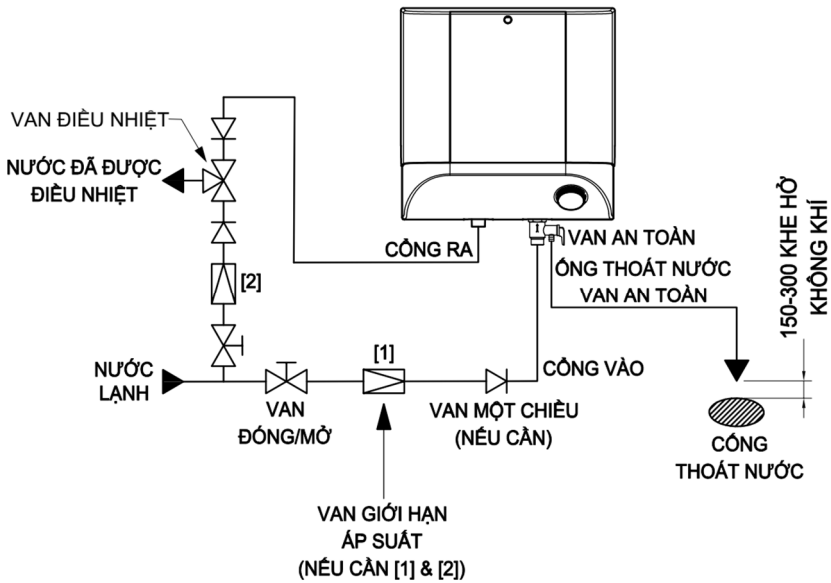 VAN ĐIỀU NHIỆT
NƯỚC ĐÃ ĐƯỢC
ĐIỀU NHIỆT
[2]
CỔNG RA
VAN AN TOÀN
ỐNG THOÁT NƯỚC
VAN AN TOÀN
150-300 KHE HỞ
KHÔNG KHÍ
NƯỚC
LẠNH
VAN
ĐÓNG/MỞ
[1]
VAN MỘT CHIỀU
(NẾU CẦN)
CỔNG VÀO
CỐNG
THOÁT NƯỚC
VAN GIỚI HẠN
ÁP SUẤT
(NẾU CẦN [1] & [2])